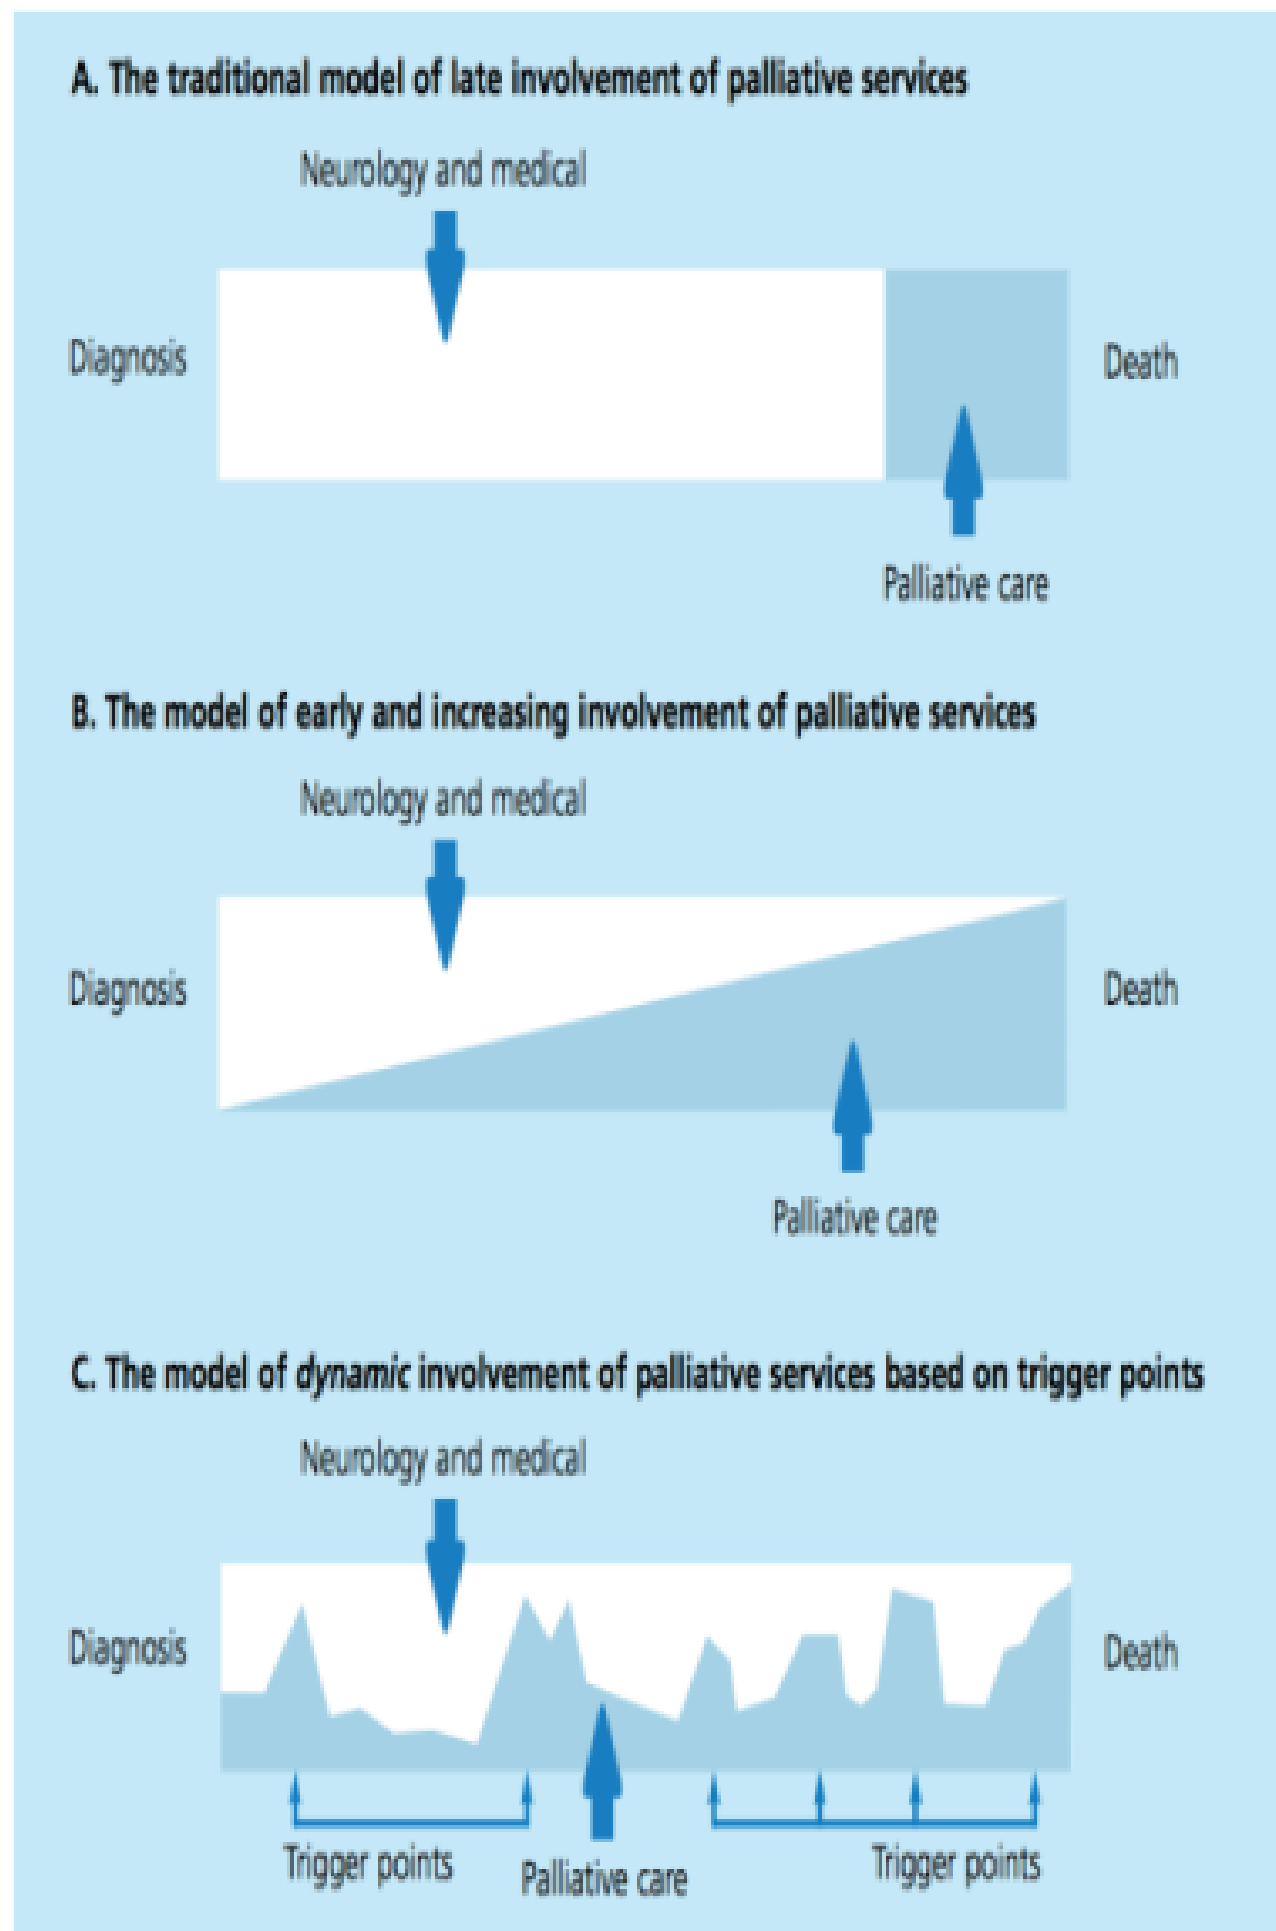 A. The traditional model of late involvement of palliative services
Neurology and medical
Diagnosis
Death
Palliative care
B. The model of early and increasing involvement of palliative services
Neurology and medical
Diagnosis
Death
Palliative care
C. The model of dynamic involvement of palliative services based on trigger points
Neurology and medical
Diagnosis
Death
Trigger points
Palliative care
Trigger points